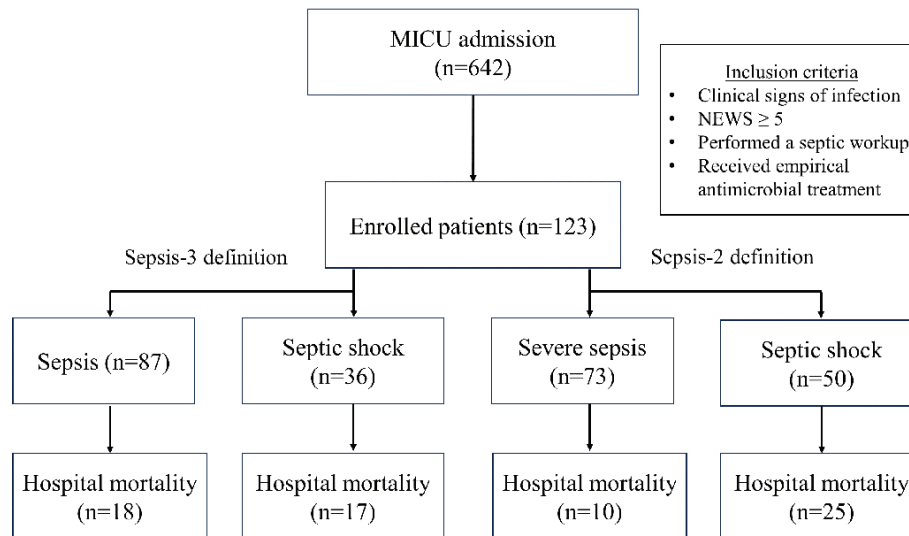 MICU admission
(n=642)
Inclusion criteria
• Clinical signs of infection
• NEWS ≥ 5
• Performed a septic workup
• Received empirical
antimicrobial treatment
Enrolled patients (n=123)
Sepsis-3 definition
Sepsis-2 definition
Sepsis (n=87)
Septic shock
(n=36)
Severe sepsis
(n=73)
Septic shock
(n=50)
Hospital mortality
(n=18)
Hospital mortality
(n=17)
Hospital mortality
(n=10)
Hospital mortality
(n=25)